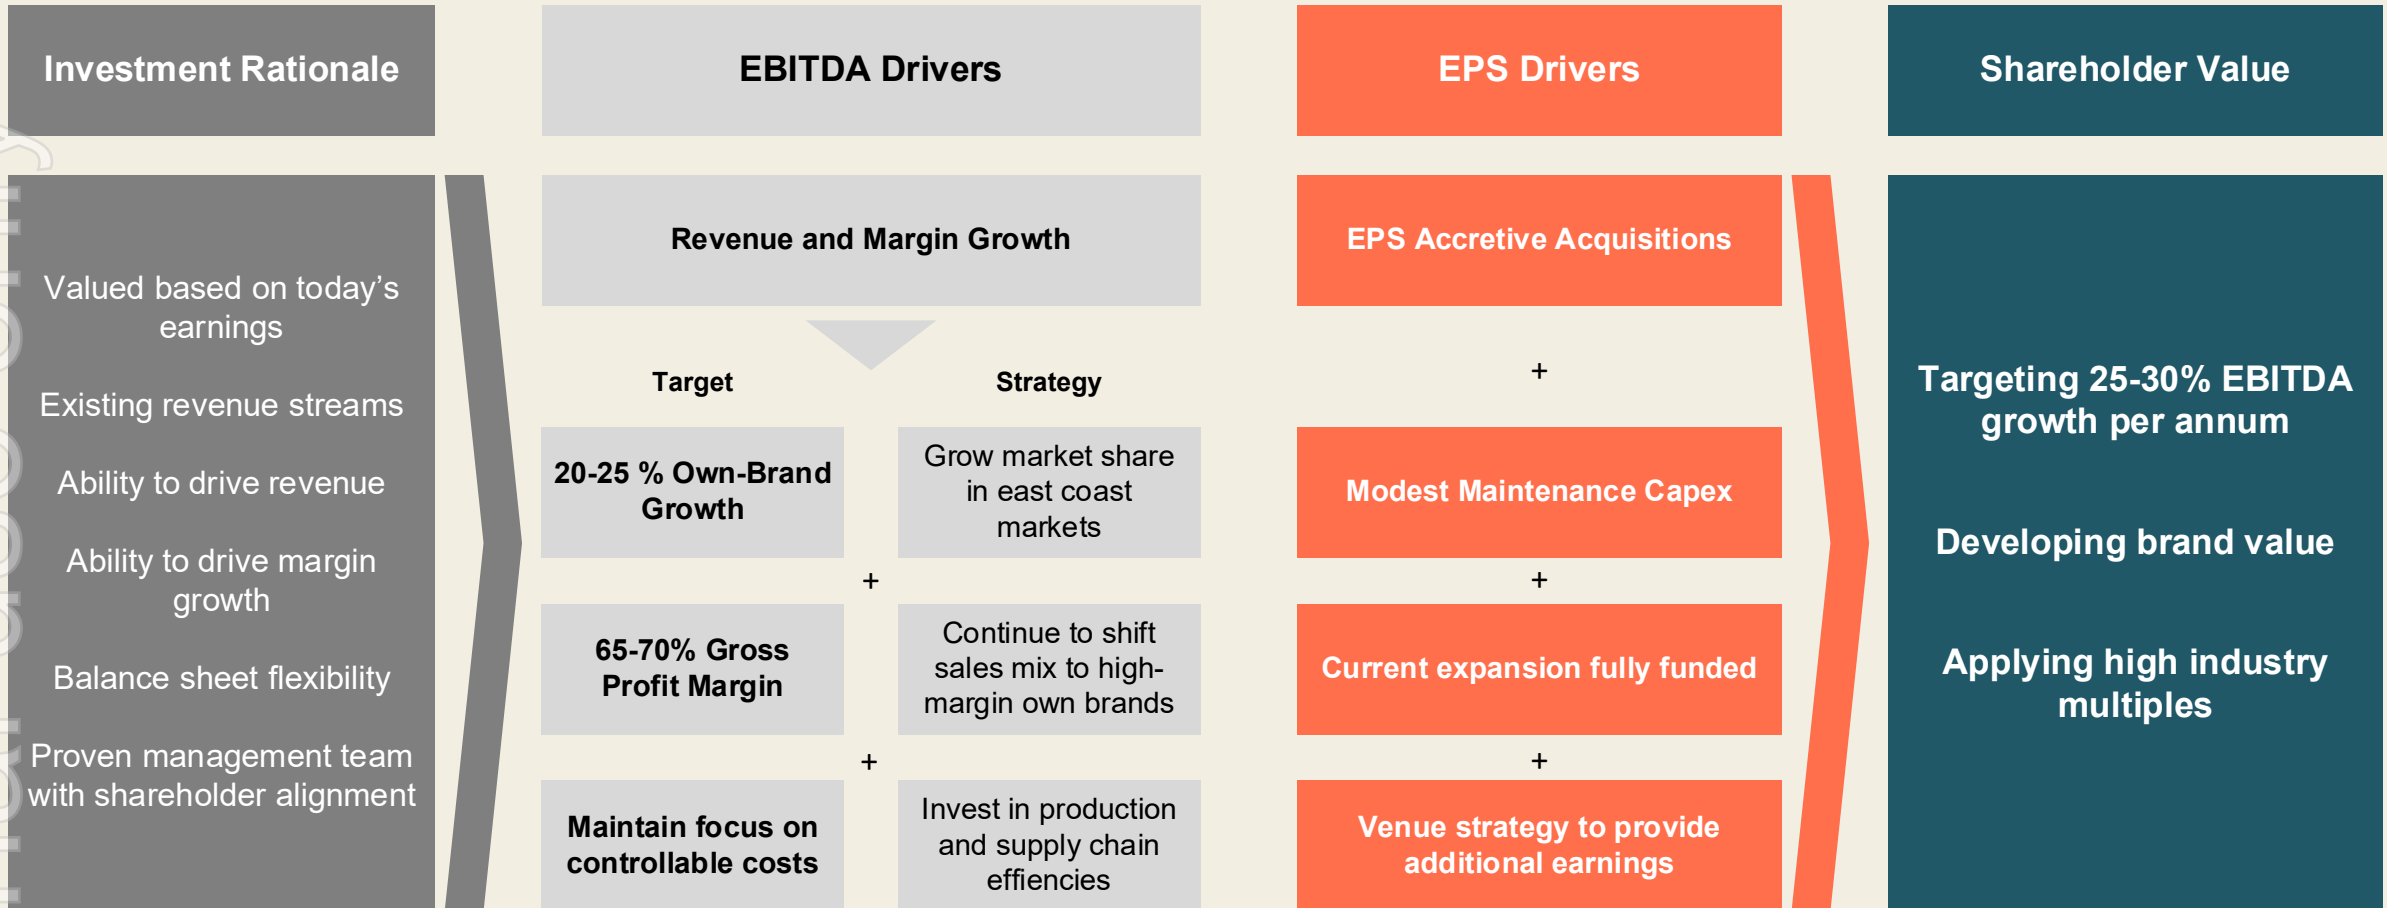 Investment Rationale
EBITDA Drivers
EPS Drivers
Shareholder Value
Valued based on today’s
earnings
Existing revenue streams
Ability to drive revenue
Ability to drive margin
growth
Balance sheet flexibility
Proven management team
with shareholder alignment
Revenue and Margin Growth
Target
Strategy
20-25 % Own-Brand
Growth
Grow market share
in east coast
markets
+
65-70% Gross
Profit Margin
Continue to shift
sales mix to high-
margin own brands
+
Maintain focus on
controllable costs
Invest in production
and supply chain
effiencies
EPS Accretive Acquisitions
+
Modest Maintenance Capex
+
Current expansion fully funded
+
Venue strategy to provide
additional earnings
Targeting 25-30% EBITDA
growth per annum
Developing brand value
Applying high industry
multiples